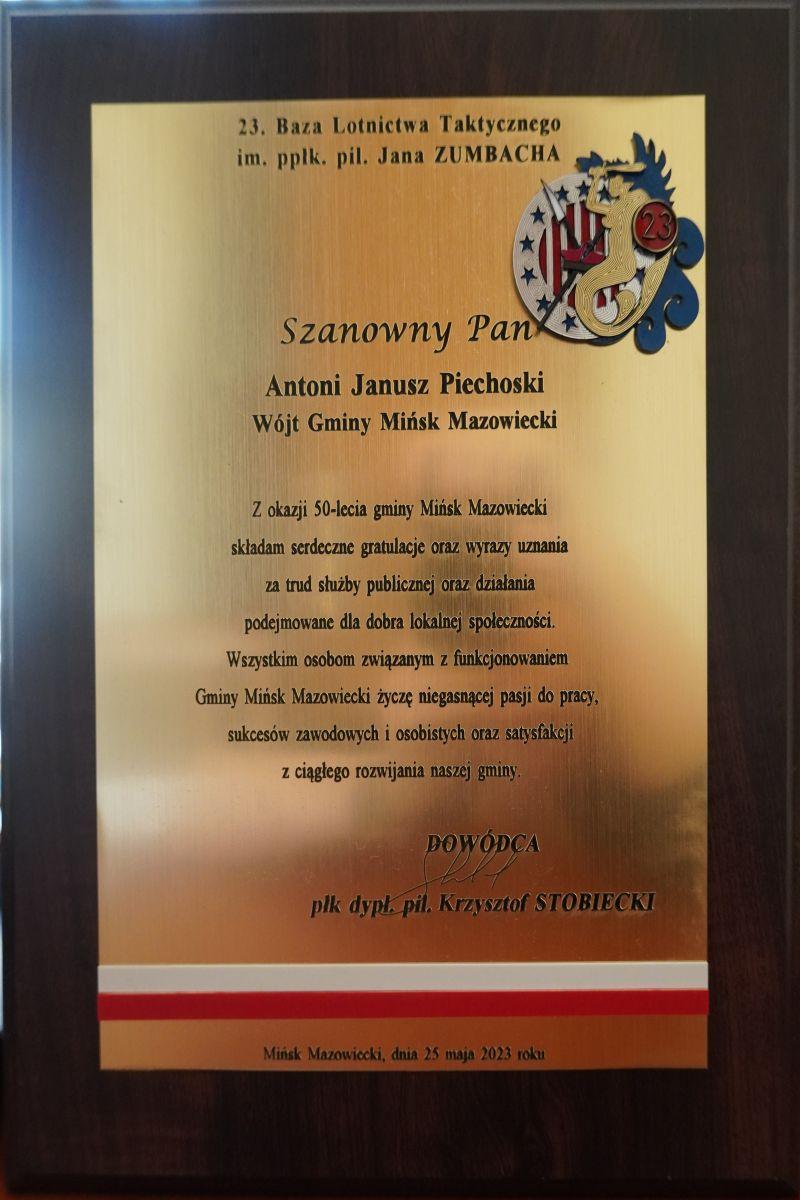 23. Baza Lotnictwa Taktycznego
im. ppłk. pil. Jana ZUMBACHA
23
Szanowny Pan
Antoni Janusz Piechoski
Wójt Gminy Mińsk Mazowiecki
Z okazji 50-lecia gminy Mińsk Mazowiecki
składam serdeczne gratulacje oraz wyrazy uznania
za trud służby publicznej oraz działania
podejmowane dla dobra lokalnej społeczności.
Wszystkim osobom związanym z funkcjonowaniem
Gminy Mińsk Mazowiecki życzę niegasnącej pasji do pracy,
sukcesów zawodowych i osobistych oraz satysfakcji
z ciągłego rozwijania naszej gminy.
DOWÓDCA
płk dypł. pil. Krzysztof STOBIECKI
Mińsk Mazowiecki, dnia 25 maja 2023 roku